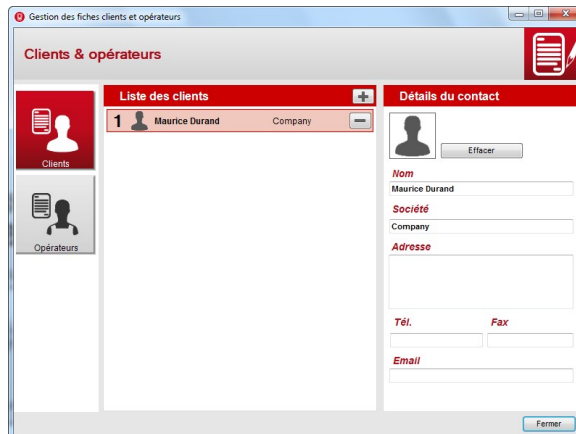 Gestion des fiches clients et opérateurs
Clients & opérateurs
Clients
Opérateurs
Liste des clients
1 Maurice Durand Company
Détails du contact
Effacer
Nom
Maurice Durand
Société
Company
Adresse
Tél. Fax
Email
Fermer